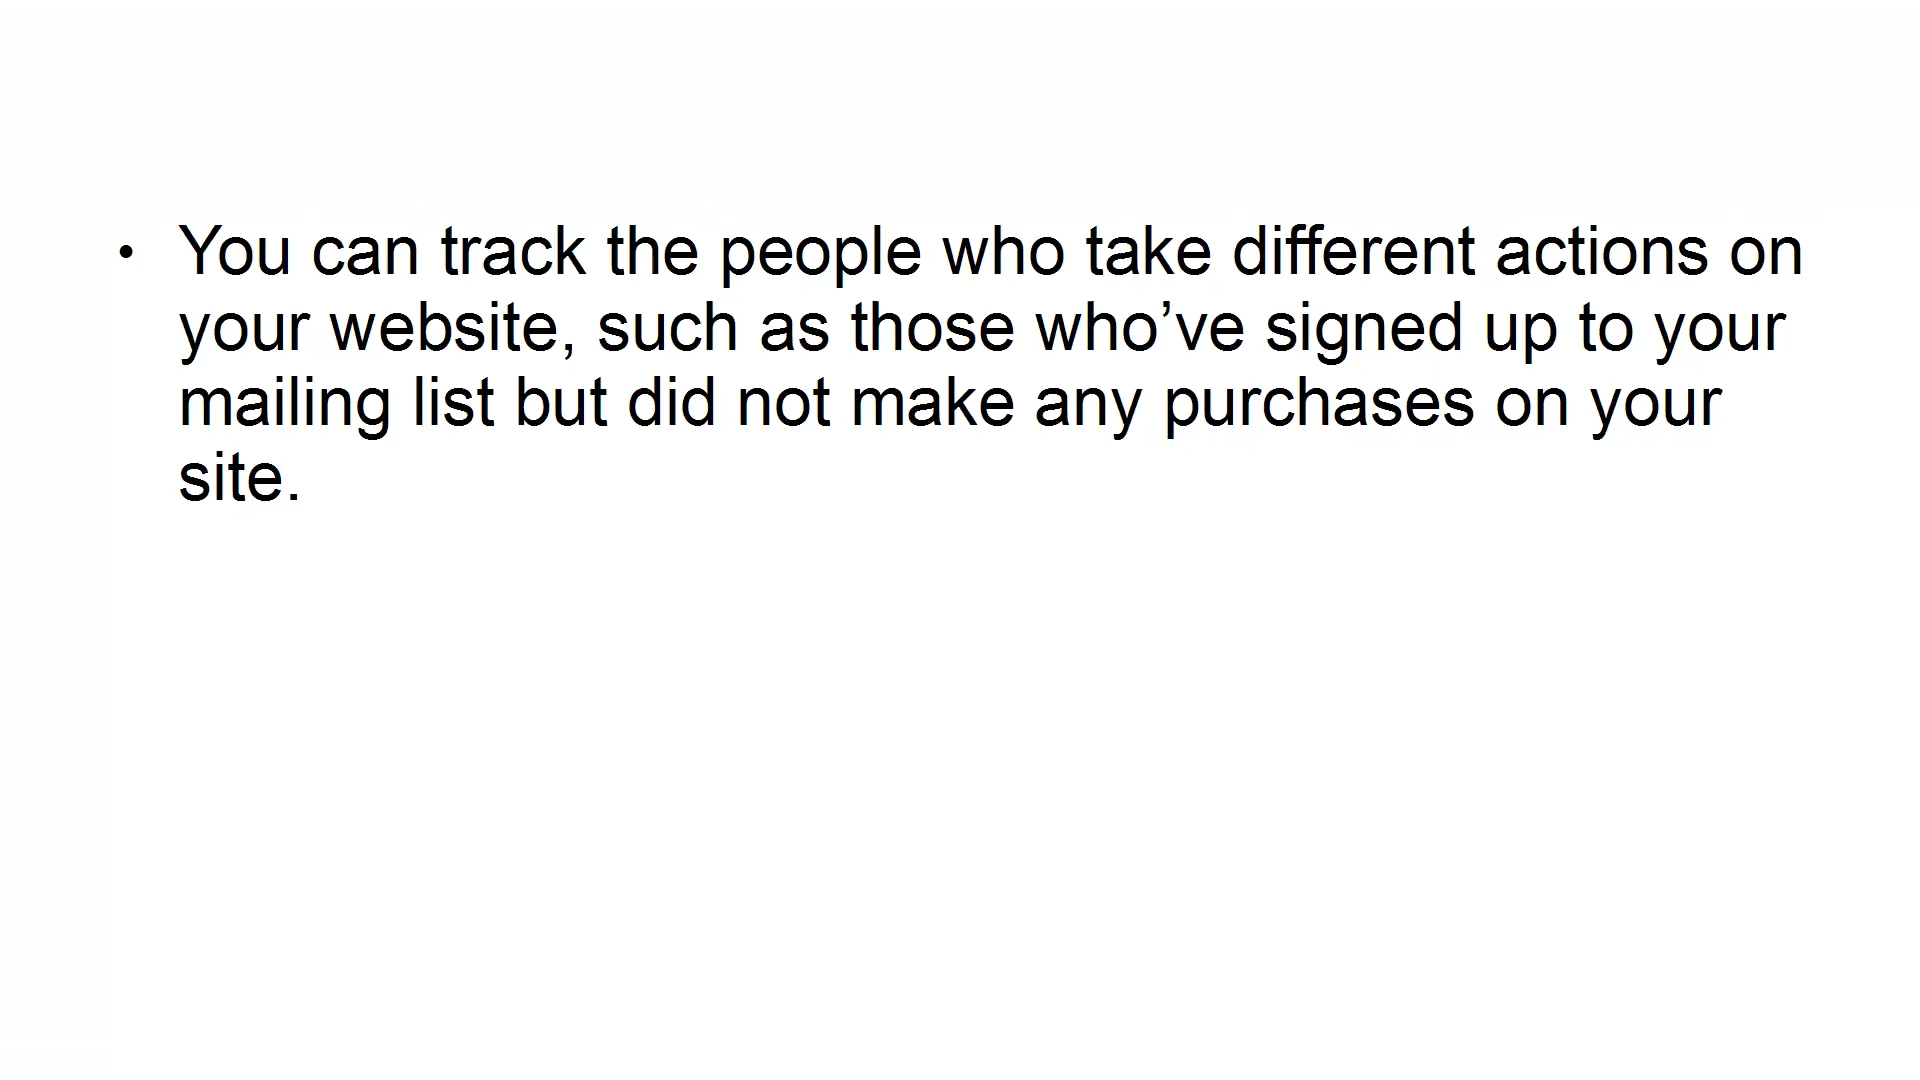 • You can track the people who take different actions on
your website, such as those who’ve signed up to your
mailing list but did not make any purchases on your
site.